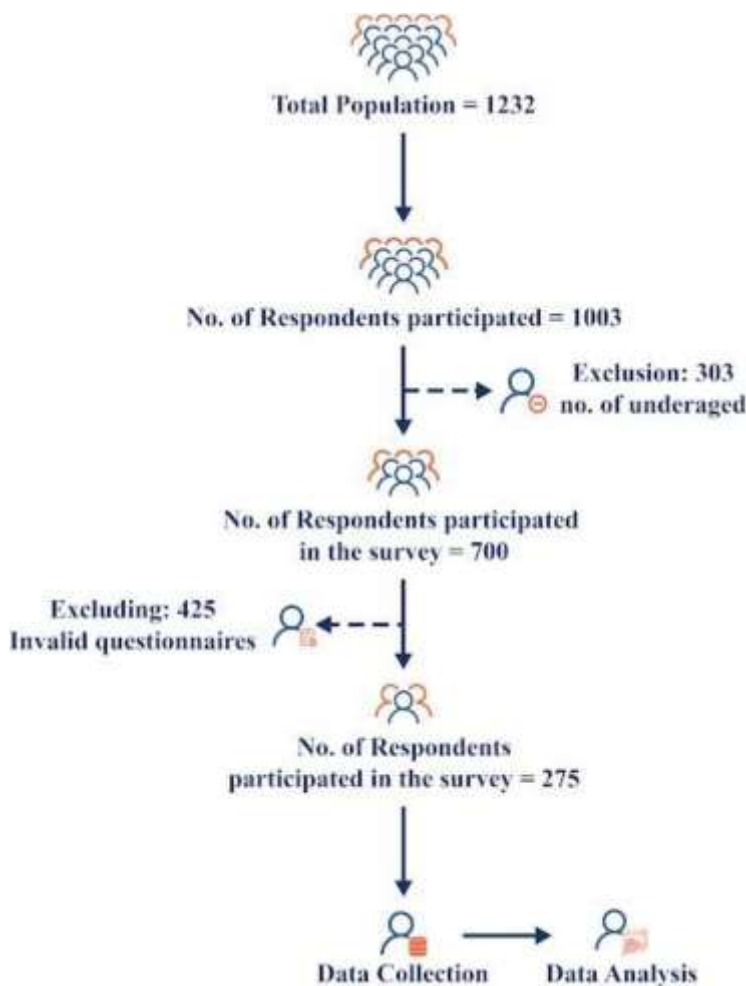 Total Population = 1232
No. of Respondents participated = 1003
Exclusion: 303
no. of underaged
No. of Respondents participated
in the survey = 700
Excluding: 425
Invalid questionnaires
No. of Respondents
participated in the survey = 275
Data Collection
Data Analysis